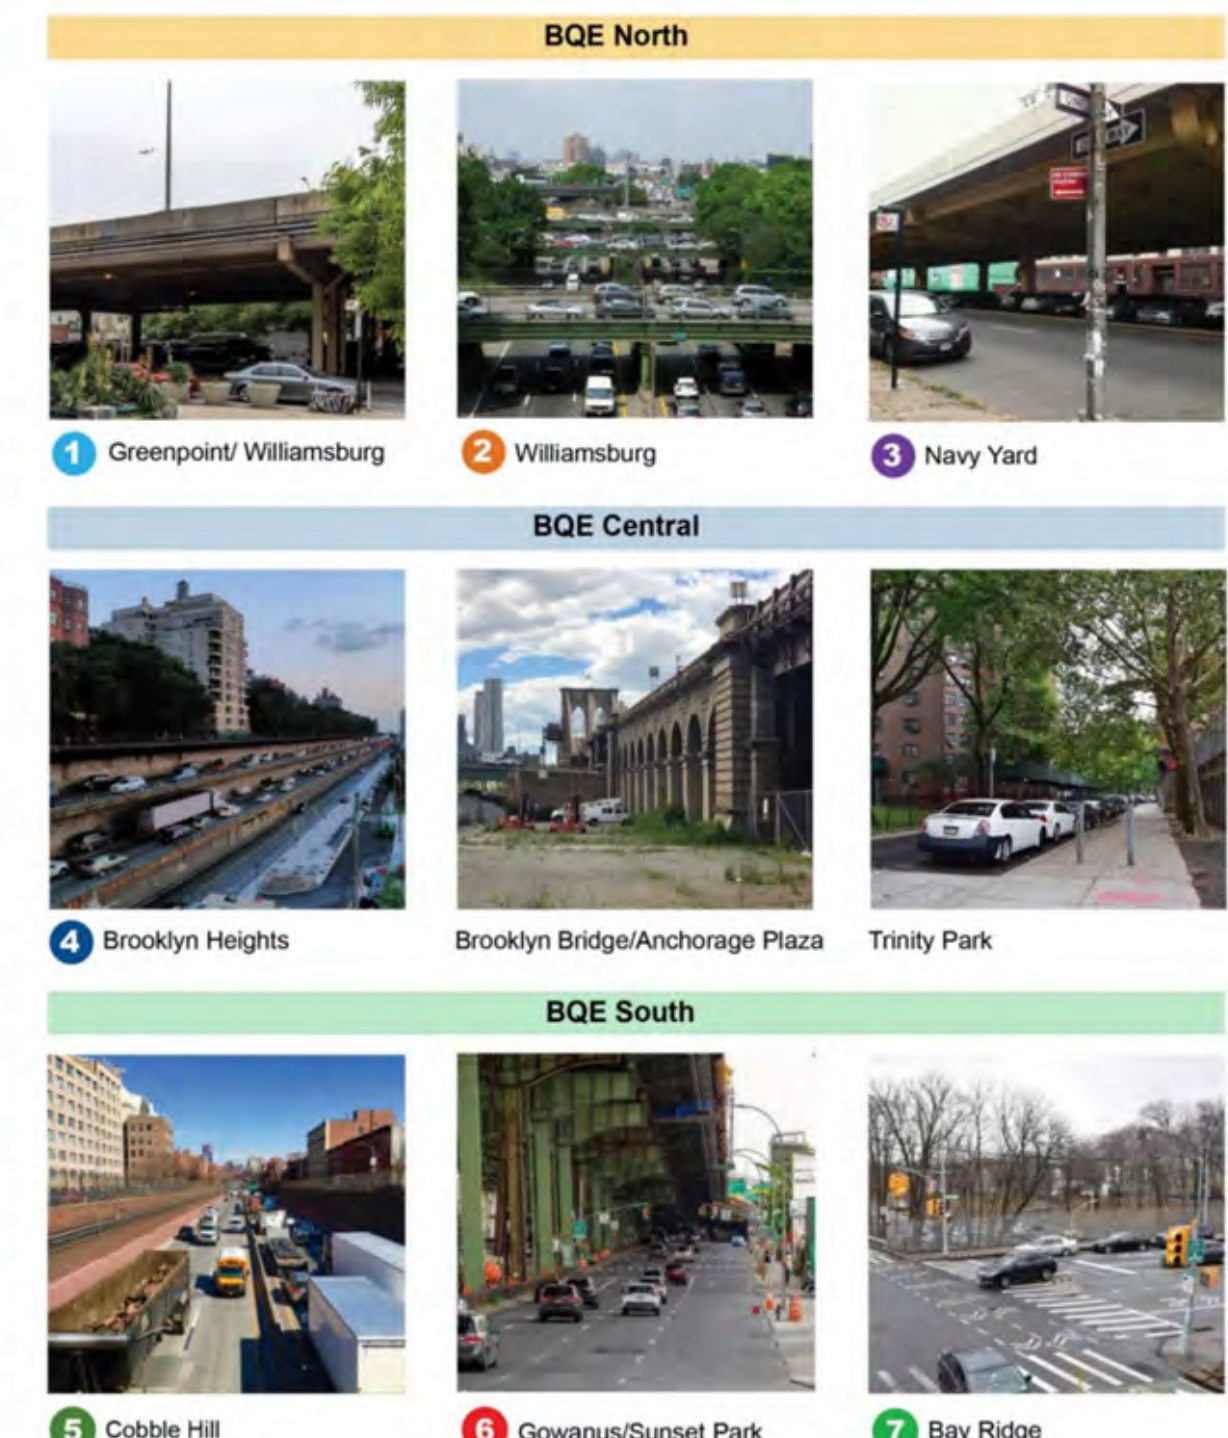 BQE North
1 Greenpoint/ Williamsburg
2 Williamsburg
3 Navy Yard
BQE Central
4 Brooklyn Heights
Brooklyn Bridge/Anchorage Plaza
Trinity Park
BQE South
5 Cobble Hill
6 Gowanus/Sunset Park
7 Bay Ridge